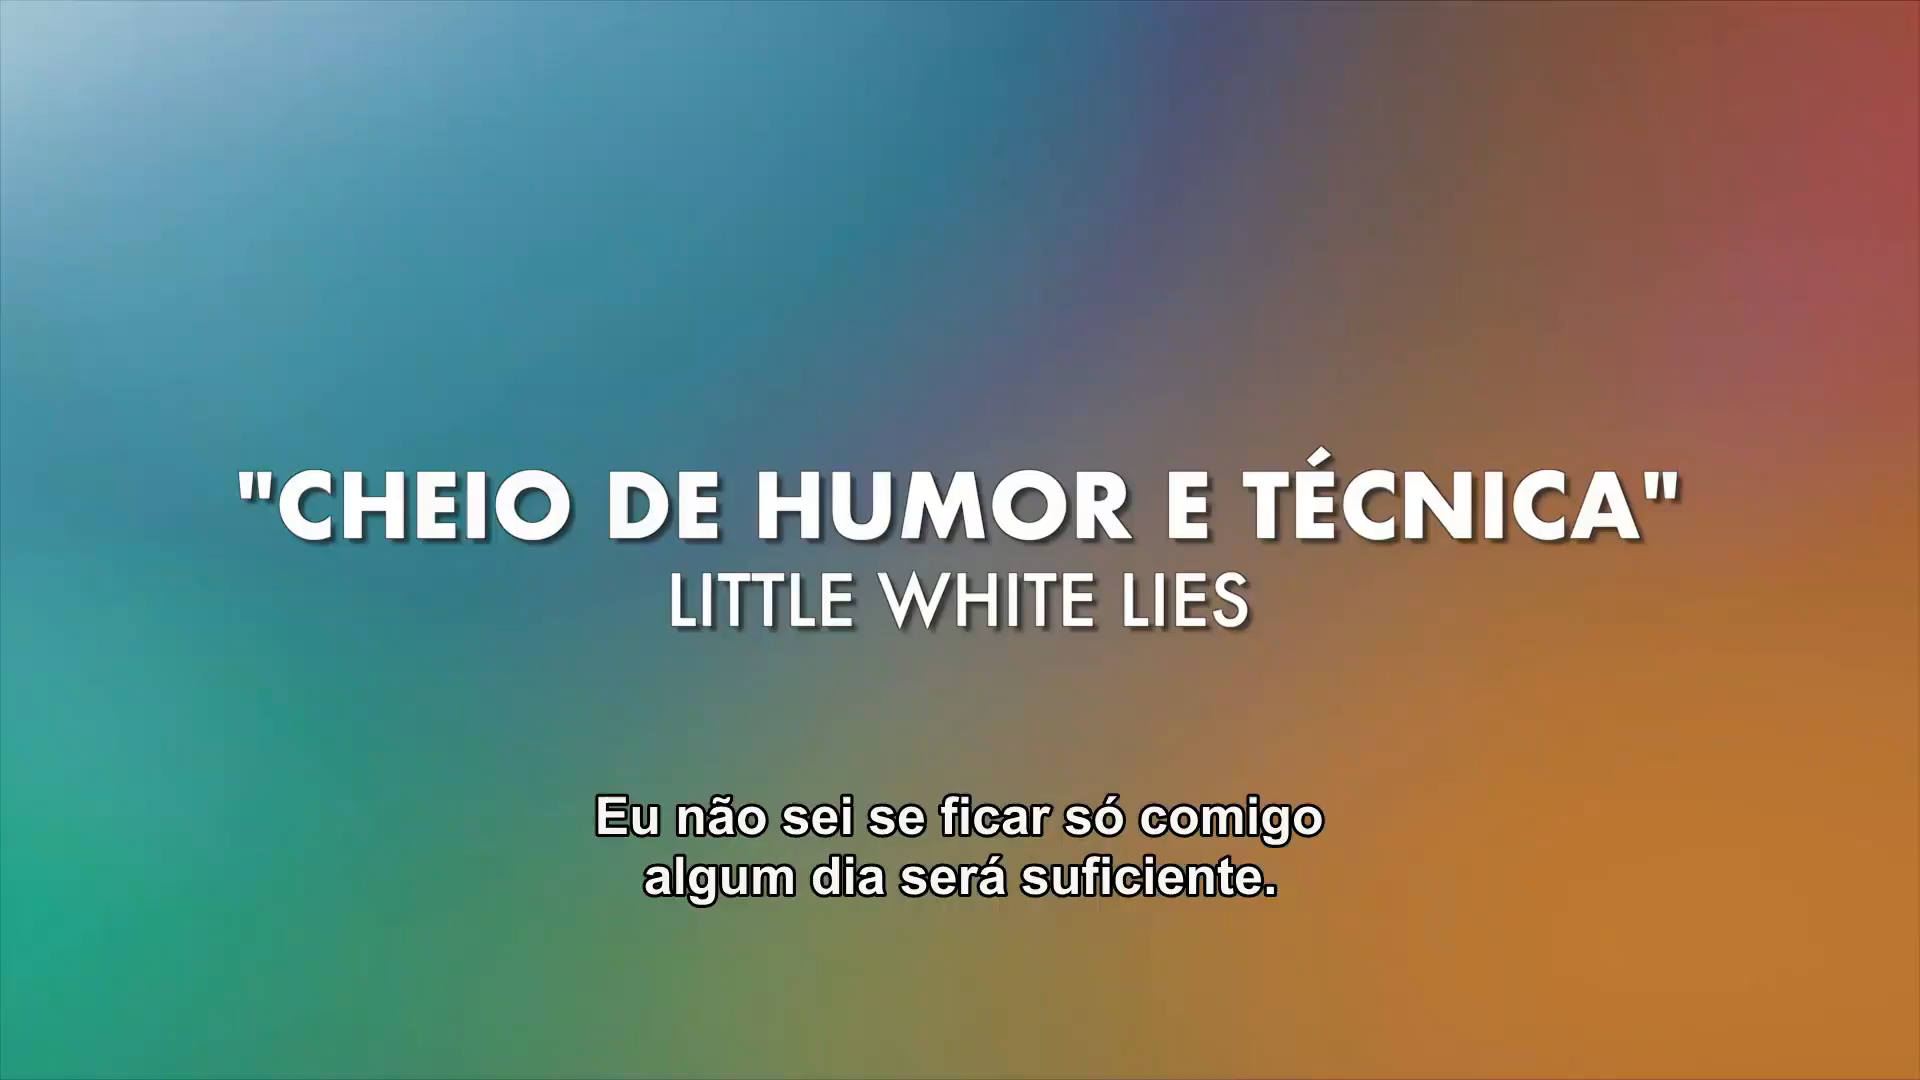 "CHEIO DE HUMOR E TÉCNICA"
LITTLE WHITE LIES
Eu não sei se ficar só comigo
algum dia será suficiente.